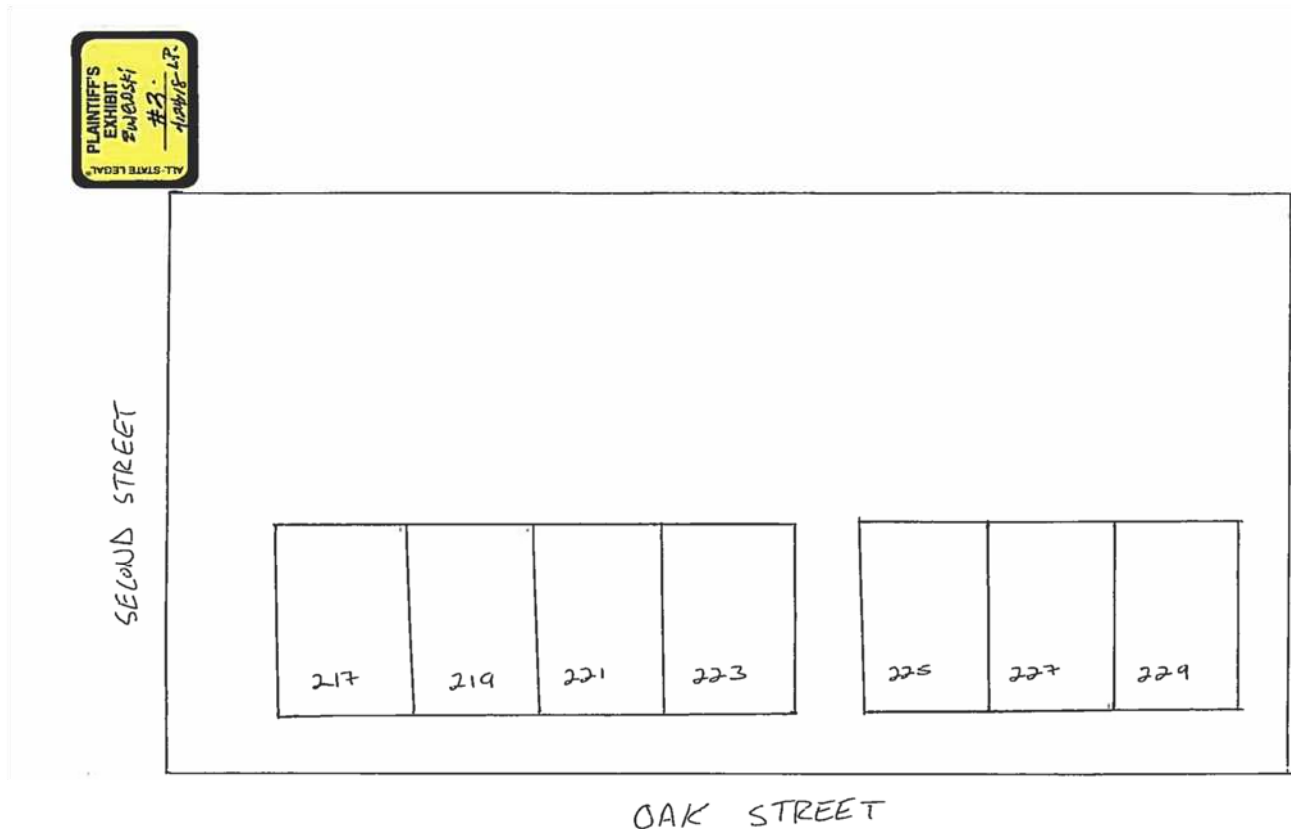 PLAINTIFF'S
EXHIBIT
#3
ALL-STATE LEGAL®
SECOND STREET
217
219
221
223
225
227
229
OAK STREET